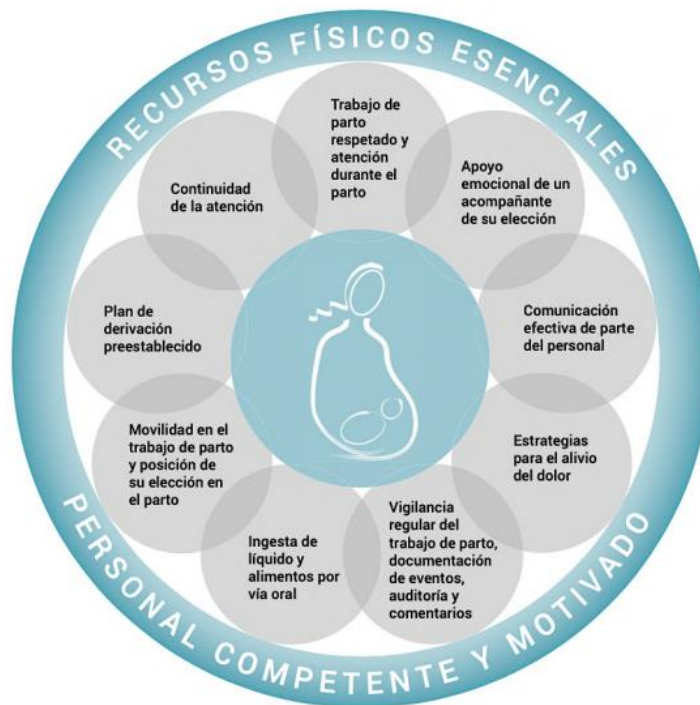 RECURSOS FÍSICOS ESENCIALES
Trabajo de
parto
respetado y
atención
durante el
parto
Apoyo
emocional de un
acompañante
de su elección
Comunicación
efectiva de parte
del personal
Estrategias
para el alivio
del dolor
Vigilancia
regular del
trabajo de parto,
documentación
de eventos,
auditoría y
comentarios
Ingesta de
líquido y
alimentos por
vía oral
Movilidad en el
trabajo de parto
y posición de
su elección en
el parto
Plan de
derivación
preestablecido
Continuidad
de la atención
PERSONAL COMPETENTE Y MOTIVADO